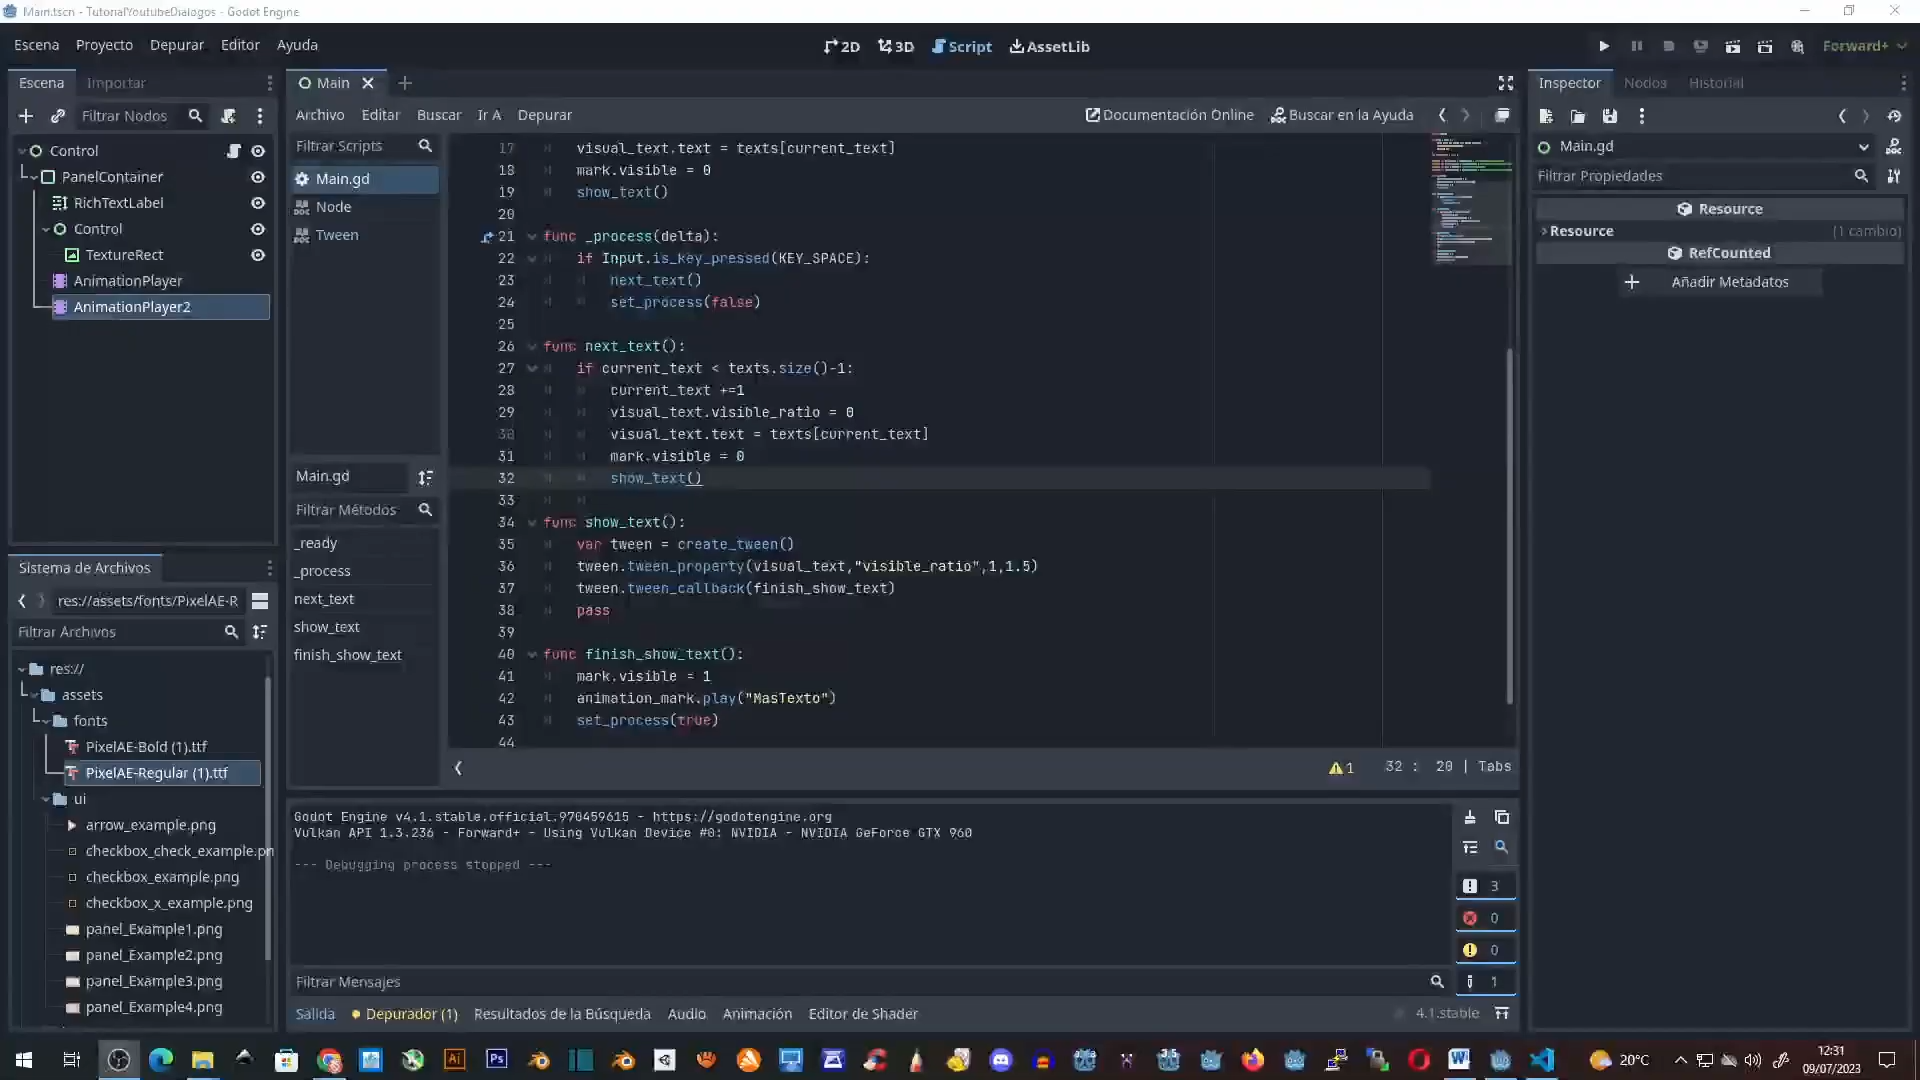 Main.tscn - TutorialYoutubeDialogos - Godot Engine
Escena Proyecto Depurar Editor Ayuda
2D 3D Script AssetLib
Forward+
Escena Importar
Filtrar Nodos
Control
PanelContainer
RichTextLabel
Control
TextureRect
AnimationPlayer
AnimationPlayer2
Sistema de Archivos
res://assets/fonts/PixelAE-R
Filtrar Archivos
res://
assets
fonts
PixelAE-Bold (1).ttf
PixelAE-Regular (1).ttf
ui
arrow_example.png
checkbox_check_example.pn
checkbox_example.png
checkbox_x_example.png
panel_Example1.png
panel_Example2.png
panel_Example3.png
panel_Example4.png
Main
Archivo Editar Buscar Ir A Depurar
Documentación Online Buscar en la Ayuda
Filtrar Scripts
Main.gd
Node
Tween
Main.gd
Filtrar Métodos
_ready
_process
next_text
show_text
finish_show_text
17 visual_text.text = texts[current_text]
18 mark.visible = 0
19 show_text()
20
21 func _process(delta):
22 if Input.is_key_pressed(KEY_SPACE):
23 next_text()
24 set_process(false)
25
26 func next_text():
27 if current_text < texts.size()-1:
28 current_text +=1
29 visual_text.visible_ratio = 0
30 visual_text.text = texts[current_text]
31 mark.visible = 0
32 show_text()
33
34 func show_text():
35 var tween = create_tween()
36 tween.tween_property(visual_text,"visible_ratio",1,1.5)
37 tween.tween_callback(finish_show_text)
38 pass
39
40 func finish_show_text():
41 mark.visible = 1
42 animation_mark.play("MasTexto")
43 set_process(true)
44
1 32 : 20 | Tabs
Godot Engine v4.1.stable.official.970459615 - https://godotengine.org
Vulkan API 1.3.236 - Forward+ - Using Vulkan Device #0: NVIDIA - NVIDIA GeForce GTX 960
--- Debugging process stopped ---
3
0
0
1
Filtrar Mensajes
Salida Depurador (1) Resultados de la Búsqueda Audio Animación Editor de Shader
4.1.stable
Inspector Nodos Historial
Main.gd
Filtrar Propiedades
Resource
Resource (1 cambio)
RefCounted
Añadir Metadatos
Ai Ps 3.5 W
20°C
12:31
09/07/2023